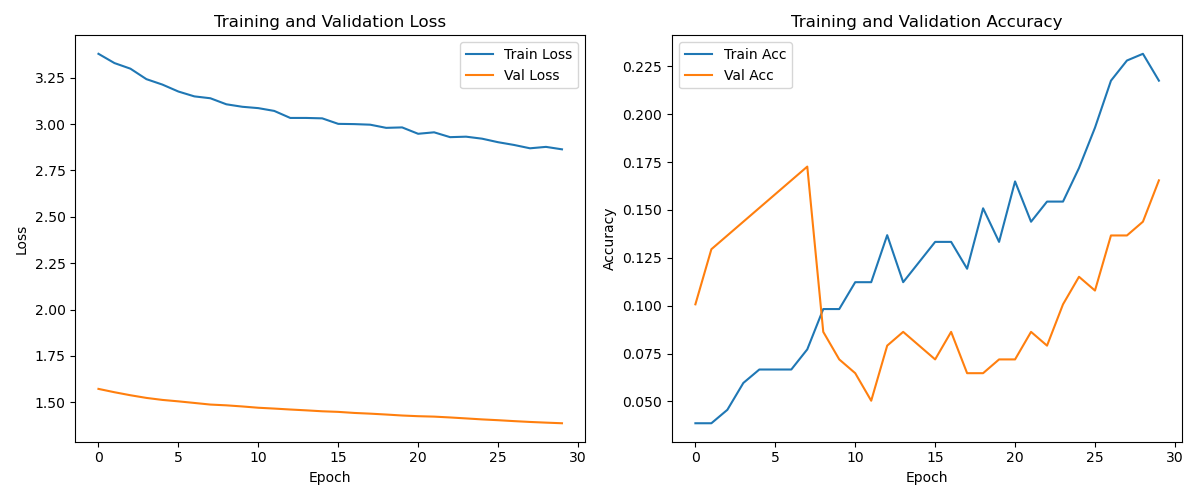 Training and Validation Loss
Train Loss
Val Loss
3.25
3.00
2.75
2.50
2.25
2.00
1.75
1.50
Loss
0 5 10 15 20 25 30
Epoch
Training and Validation Accuracy
Train Acc
Val Acc
0.225
0.200
0.175
0.150
0.125
0.100
0.075
0.050
Accuracy
0 5 10 15 20 25 30
Epoch